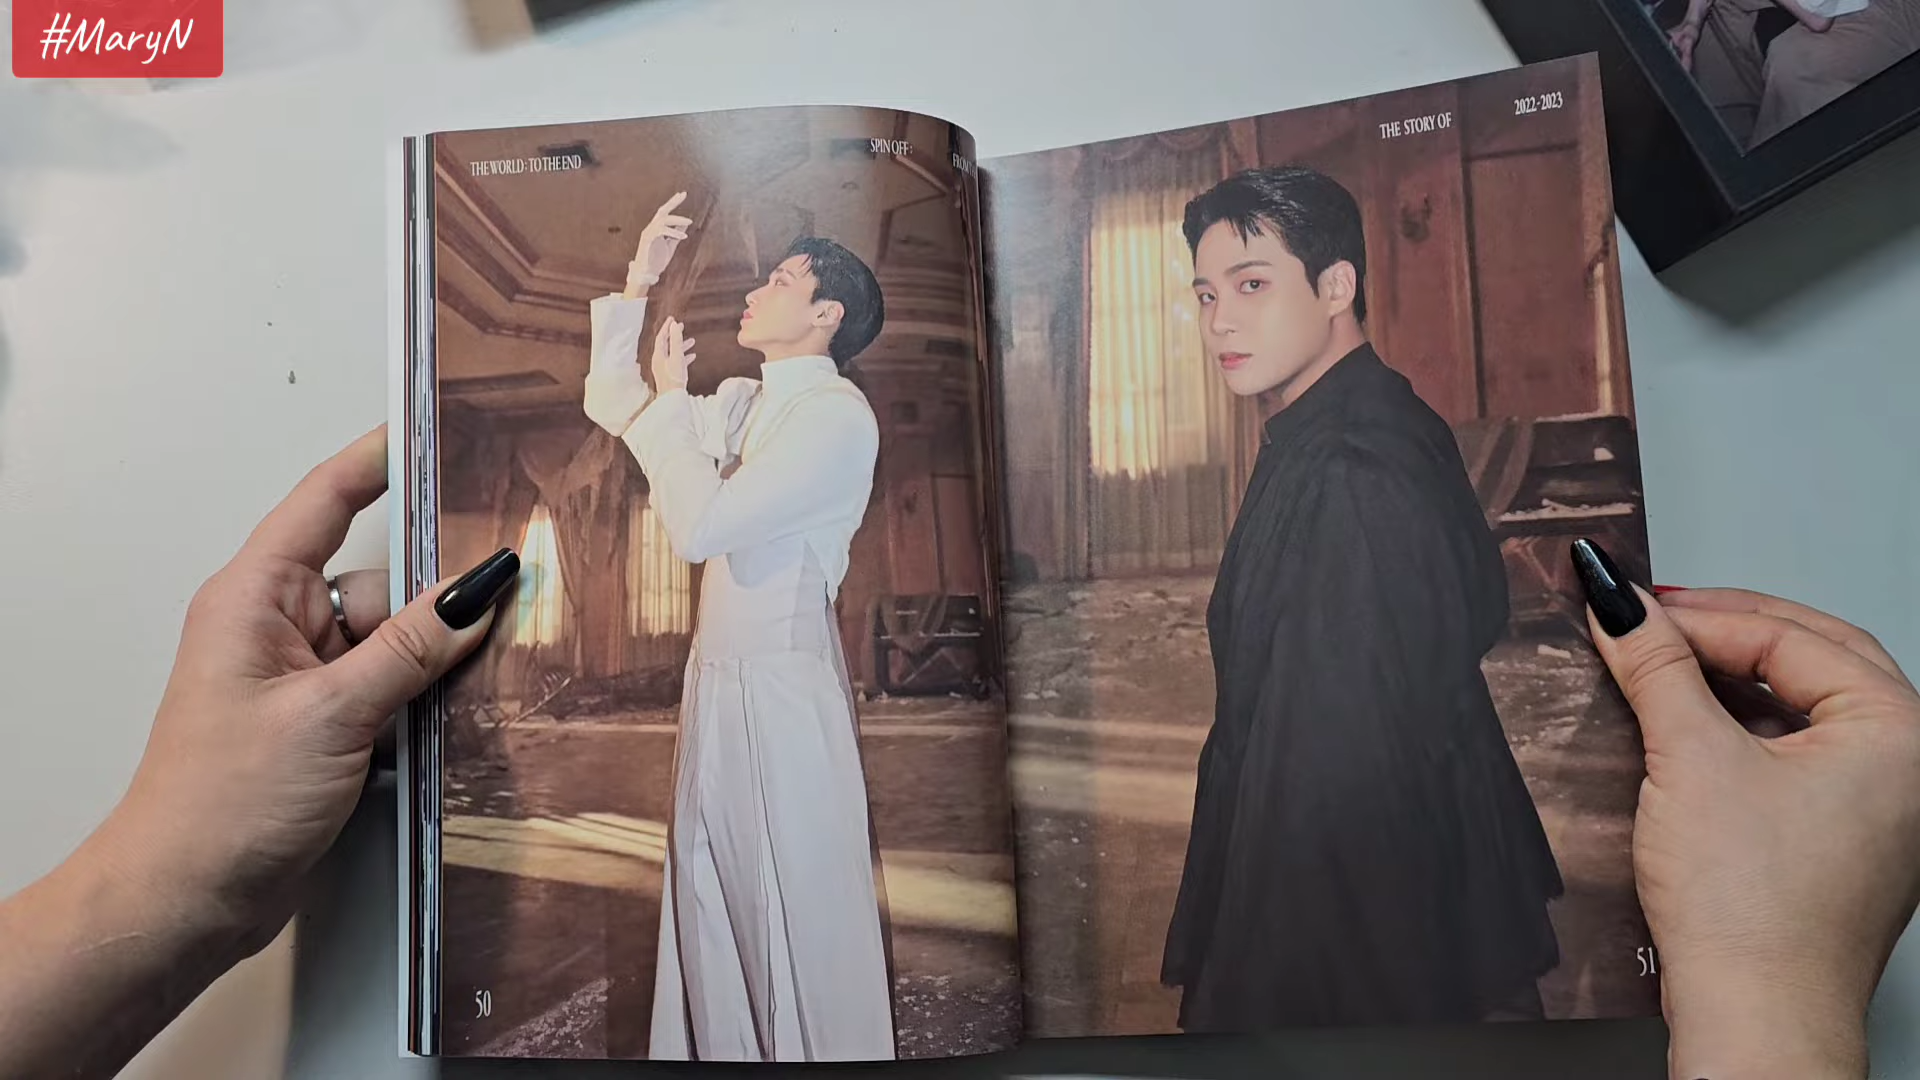 #MaryN
THE WORLD : TO THE END
SPIN OFF :
THE STORY OF
2022-2023
50
51